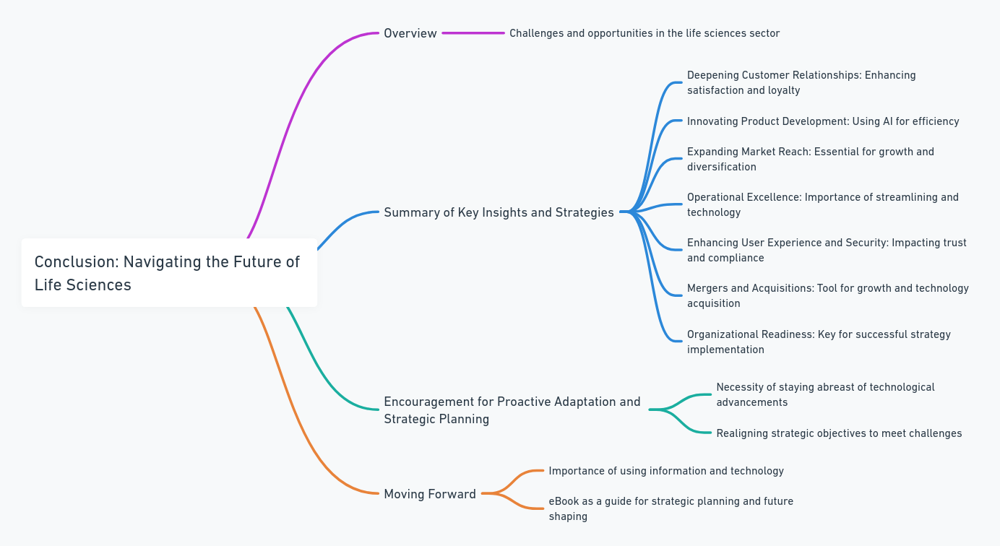 Overview
Challenges and opportunities in the life sciences sector
Deepening Customer Relationships: Enhancing
satisfaction and loyalty
Innovating Product Development: Using AI for efficiency
Expanding Market Reach: Essential for growth and
diversification
Summary of Key Insights and Strategies
Operational Excellence: Importance of streamlining and
technology
Enhancing User Experience and Security: Impacting trust
and compliance
Mergers and Acquisitions: Tool for growth and technology
acquisition
Organizational Readiness: Key for successful strategy
implementation
Conclusion: Navigating the Future of
Life Sciences
Encouragement for Proactive Adaptation and
Strategic Planning
Necessity of staying abreast of technological
advancements
Realigning strategic objectives to meet challenges
Moving Forward
Importance of using information and technology
eBook as a guide for strategic planning and future
shaping